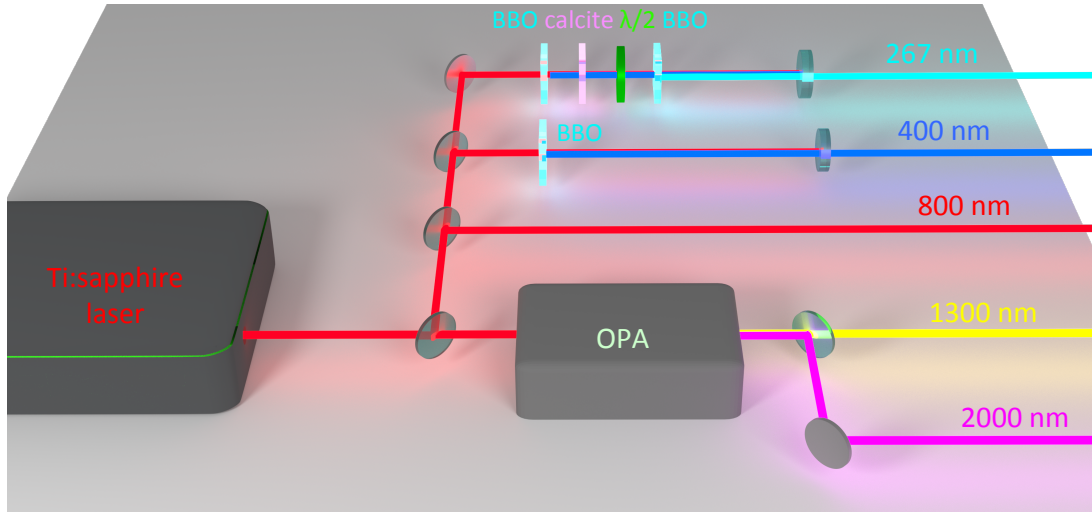 BBO calcite λ/2 BBO
267 nm
BBO
400 nm
800 nm
Ti:sapphire
laser
OPA
1300 nm
2000 nm